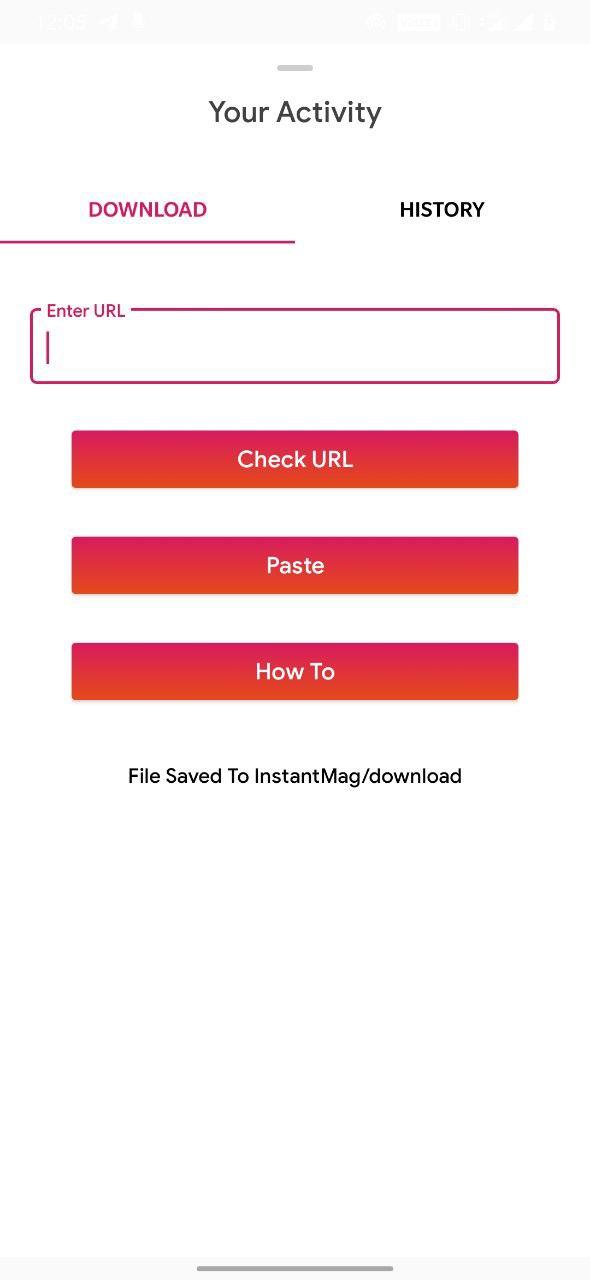 12:05
Your Activity
DOWNLOAD
HISTORY
Enter URL
Check URL
Paste
How To
File Saved To InstantMag/download